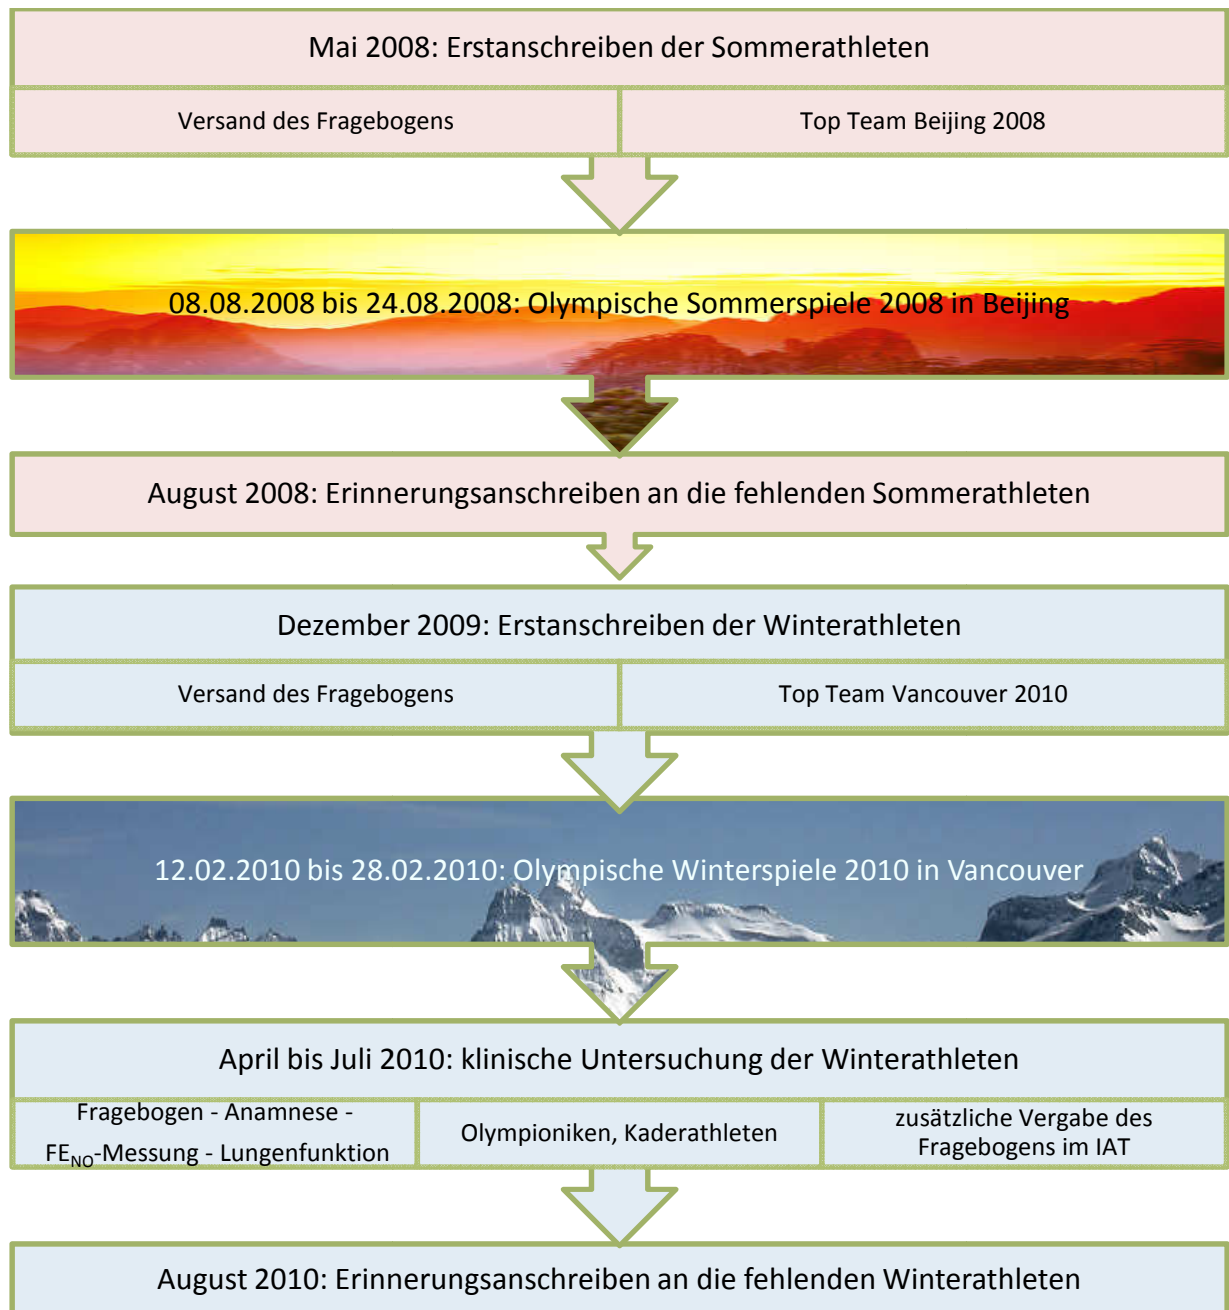 Mai 2008: Erstanschreiben der Sommerathleten
Versand des Fragebogens
Top Team Beijing 2008
08.08.2008 bis 24.08.2008: Olympische Sommerspiele 2008 in Beijing
August 2008: Erinnerungsanschreiben an die fehlenden Sommerathleten
Dezember 2009: Erstanschreiben der Winterathleten
Versand des Fragebogens
Top Team Vancouver 2010
12.02.2010 bis 28.02.2010: Olympische Winterspiele 2010 in Vancouver
April bis Juli 2010: klinische Untersuchung der Winterathleten
Fragebogen - Anamnese -
FE_NO-Messung - Lungenfunktion
Olympioniken, Kaderathleten
zusätzliche Vergabe des
Fragebogens im IAT
August 2010: Erinnerungsanschreiben an die fehlenden Winterathleten